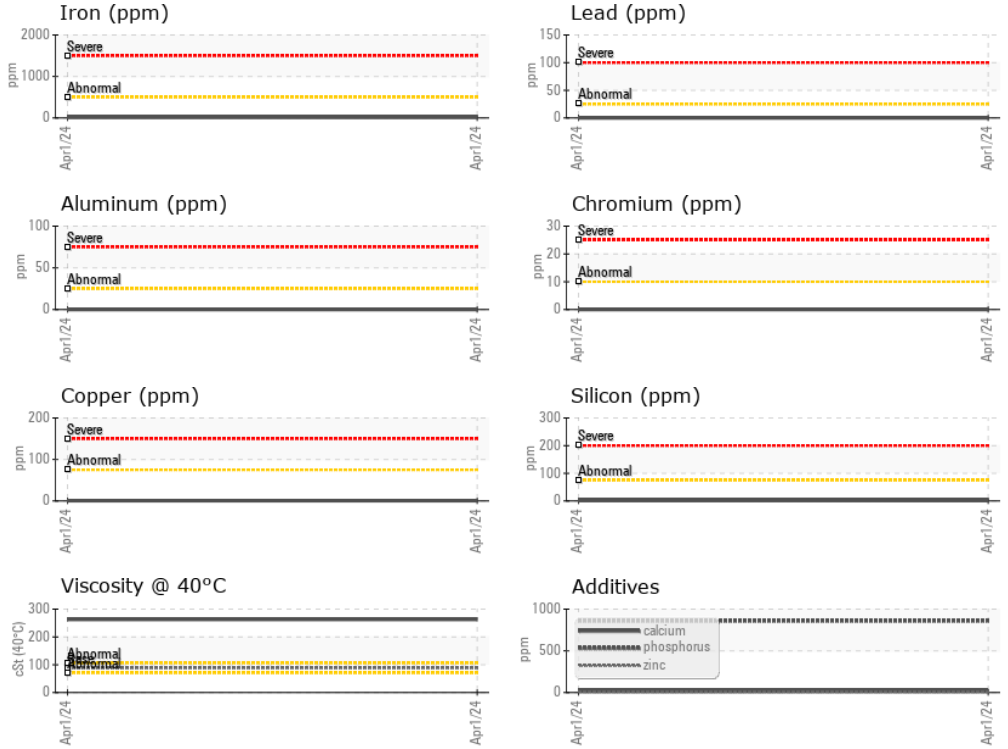 Iron (ppm)
2000
1000
0
ppm
Severe
Abnormal
Apr1/24
Apr1/24
Lead (ppm)
150
100
50
0
ppm
Severe
Abnormal
Apr1/24
Apr1/24
Aluminum (ppm)
100
50
0
ppm
Severe
Abnormal
Apr1/24
Apr1/24
Chromium (ppm)
30
20
10
0
ppm
Severe
Abnormal
Apr1/24
Apr1/24
Copper (ppm)
200
100
0
ppm
Severe
Abnormal
Apr1/24
Apr1/24
Silicon (ppm)
300
200
100
0
ppm
Severe
Abnormal
Apr1/24
Apr1/24
Viscosity @ 40°C
300
200
100
0
cSt (40°C)
Abnormal
Abnormal
Apr1/24
Apr1/24
Additives
1000
500
0
ppm
calcium
phosphorus
zinc
Apr1/24
Apr1/24